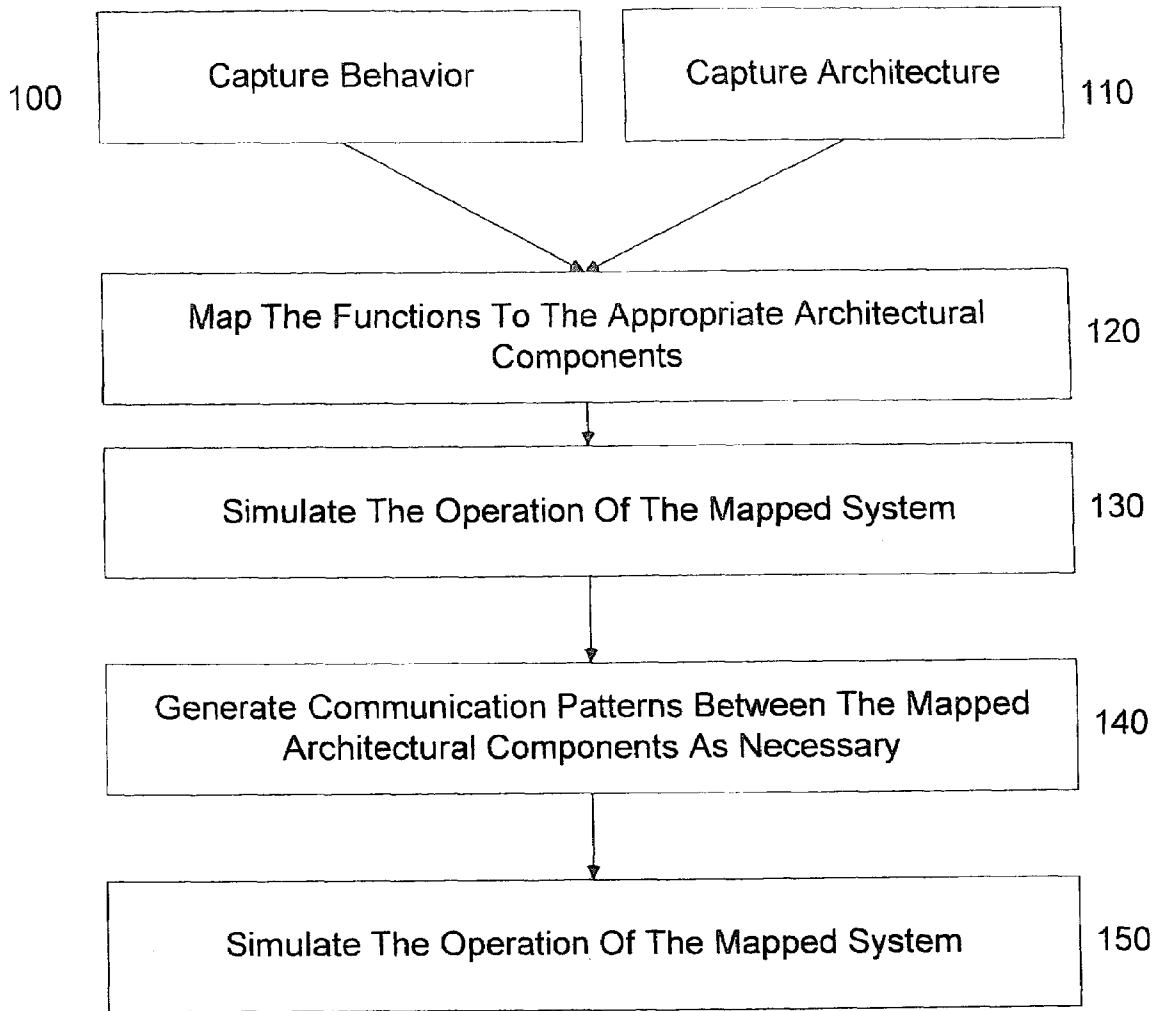 100
Capture Behavior
Capture Architecture
110
Map The Functions To The Appropriate Architectural
Components
120
Simulate The Operation Of The Mapped System
130
Generate Communication Patterns Between The Mapped
Architectural Components As Necessary
140
Simulate The Operation Of The Mapped System
150